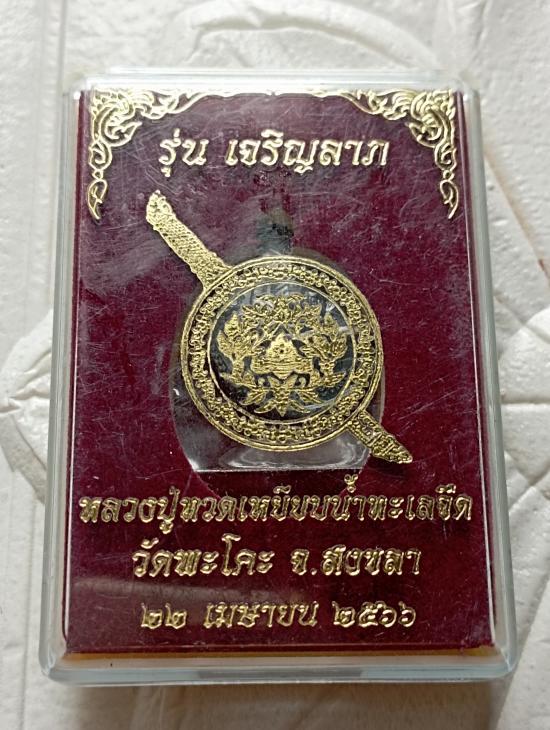 รุ่น เจริญลาภ
หลวงปู่ทวดเหยียบน้ำทะเลจืด
วัดพะโคะ จ.สงขลา
๒๒ เมษายน ๒๕๖๖